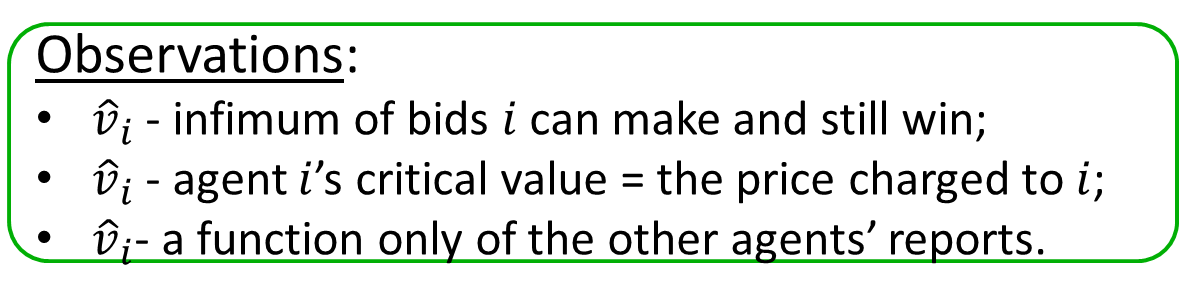 Observations:
• v̂ᵢ - infimum of bids i can make and still win;
• v̂ᵢ - agent i’s critical value = the price charged to i;
• v̂ᵢ- a function only of the other agents’ reports.